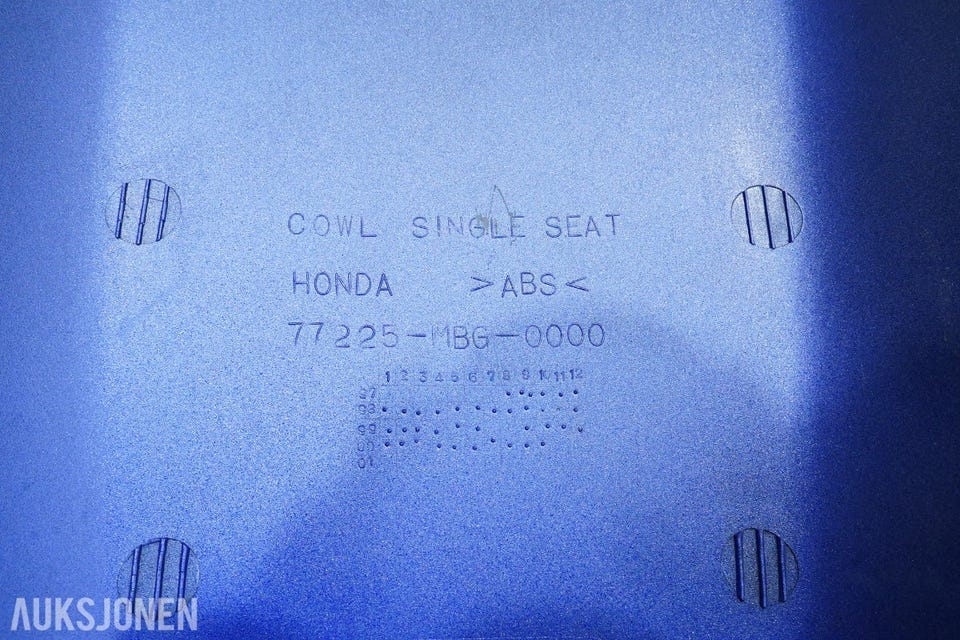 COWL SINGLE SEAT
HONDA >ABS<
77225-MBG-0000
1 2 3 4 5 6 7 8 9 10 11 12
97
98
99
00
01
AUKSJONEN